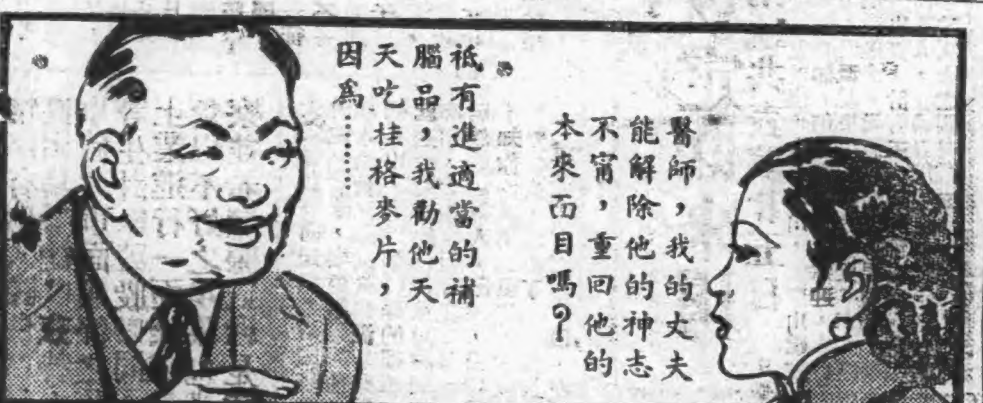 醫師，我的丈夫
能解除他的神志
不甯，重回他的
本來面目嗎？
祇有進適當的補
腦品，我勸他天
天吃桂格麥片，
因爲………